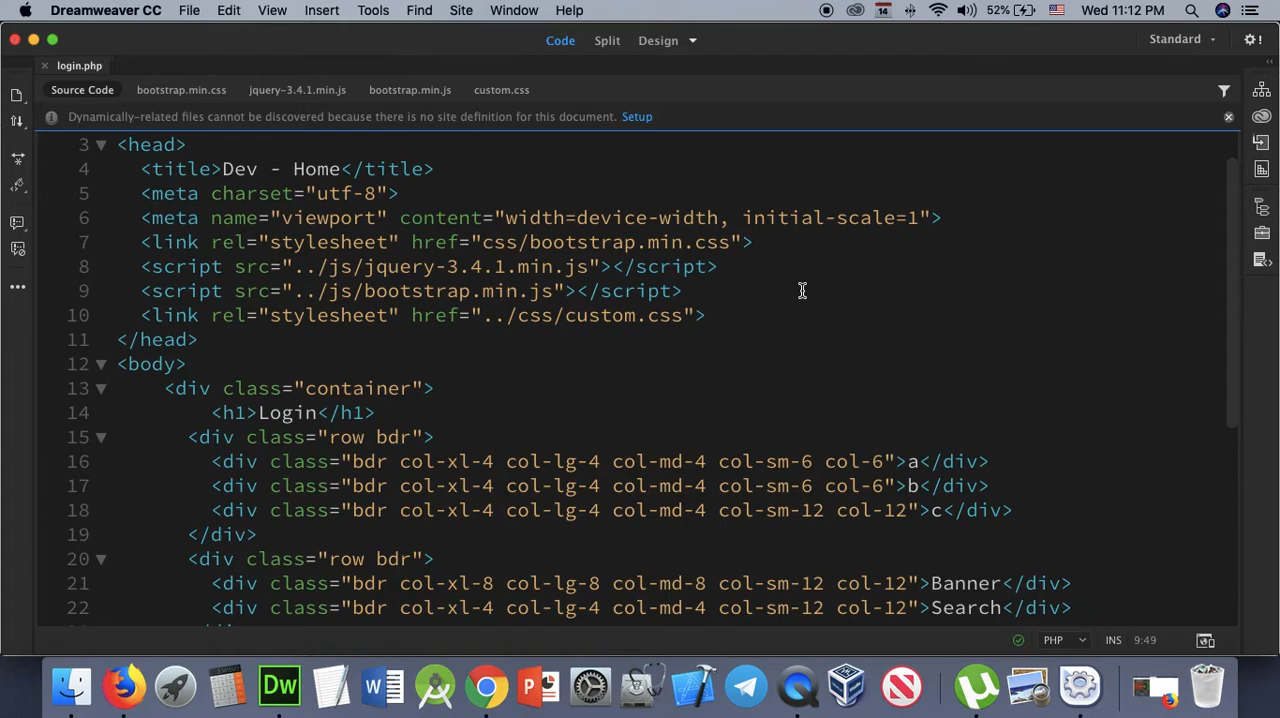 Dreamweaver CC File Edit View Insert Tools Find Site Window Help 14 52% Wed 11:12 PM
Code Split Design Standard
login.php
Source Code bootstrap.min.css jquery-3.4.1.min.js bootstrap.min.js custom.css
Dynamically-related files cannot be discovered because there is no site definition for this document. Setup
3 <head>
4 <title>Dev - Home</title>
5 <meta charset="utf-8">
6 <meta name="viewport" content="width=device-width, initial-scale=1">
7 <link rel="stylesheet" href="css/bootstrap.min.css">
8 <script src="../js/jquery-3.4.1.min.js"></script>
9 <script src="../js/bootstrap.min.js"></script>
10 <link rel="stylesheet" href="../css/custom.css">
11 </head>
12 <body>
13 <div class="container">
14 <h1>Login</h1>
15 <div class="row bdr">
16 <div class="bdr col-xl-4 col-lg-4 col-md-4 col-sm-6 col-6">a</div>
17 <div class="bdr col-xl-4 col-lg-4 col-md-4 col-sm-6 col-6">b</div>
18 <div class="bdr col-xl-4 col-lg-4 col-md-4 col-sm-12 col-12">c</div>
19 </div>
20 <div class="row bdr">
21 <div class="bdr col-xl-8 col-lg-8 col-md-8 col-sm-12 col-12">Banner</div>
22 <div class="bdr col-xl-4 col-lg-4 col-md-4 col-sm-12 col-12">Search</div>
PHP INS 9:49
Dw W P N